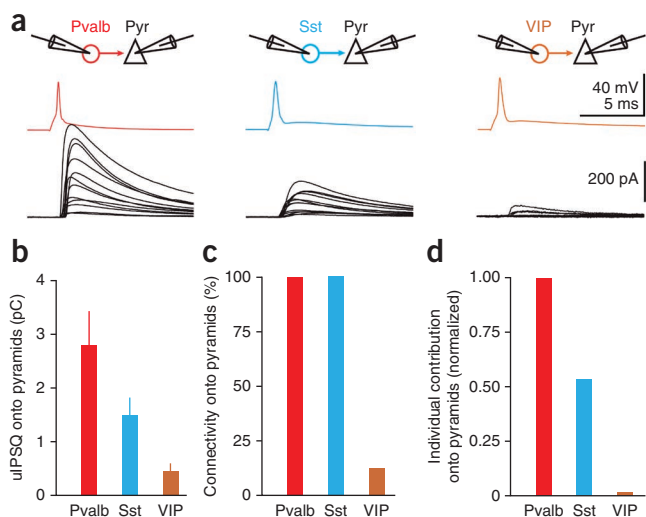 a
Pvalb Pyr
Sst Pyr
VIP Pyr
40 mV
5 ms
200 pA
b
uIPSQ onto pyramids (pC)
4
3
2
1
0
Pvalb Sst VIP
c
Connectivity onto pyramids (%)
100
75
50
25
0
Pvalb Sst VIP
d
Individual contribution
onto pyramids (normalized)
1.00
0.75
0.50
0.25
0
Pvalb Sst VIP